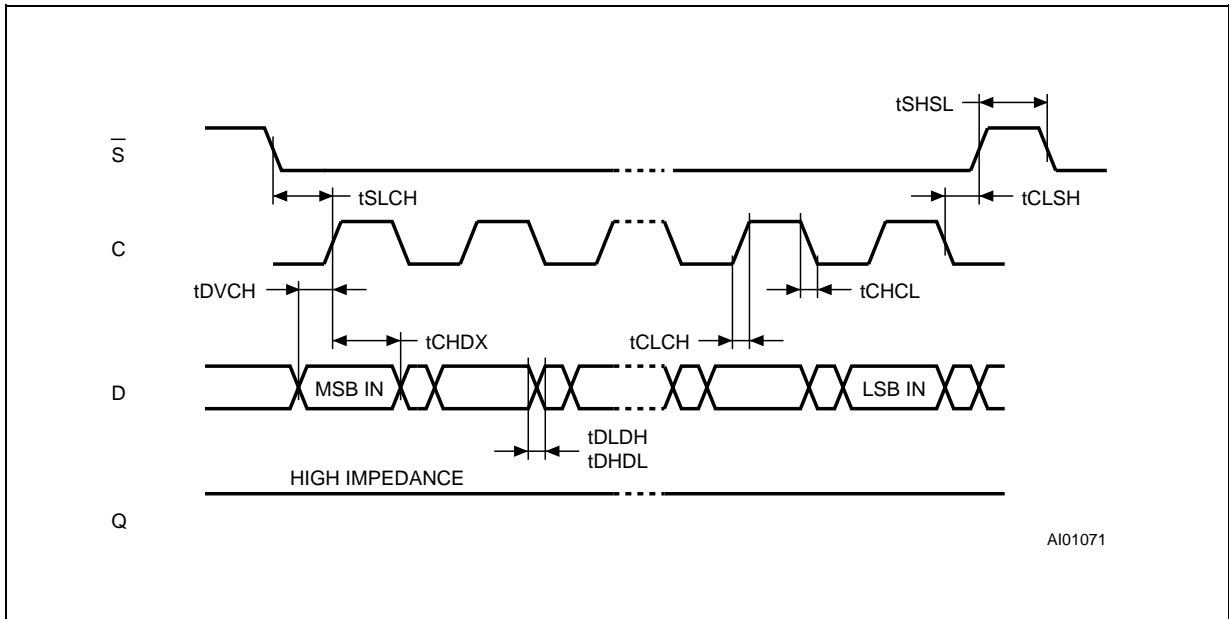 tSHSL
S̅
tSLCH
tCLSH
C
tDVCH
tCHCL
tCHDX
tCLCH
D
MSB IN
LSB IN
tDLDH
tDHDL
HIGH IMPEDANCE
Q
AI01071